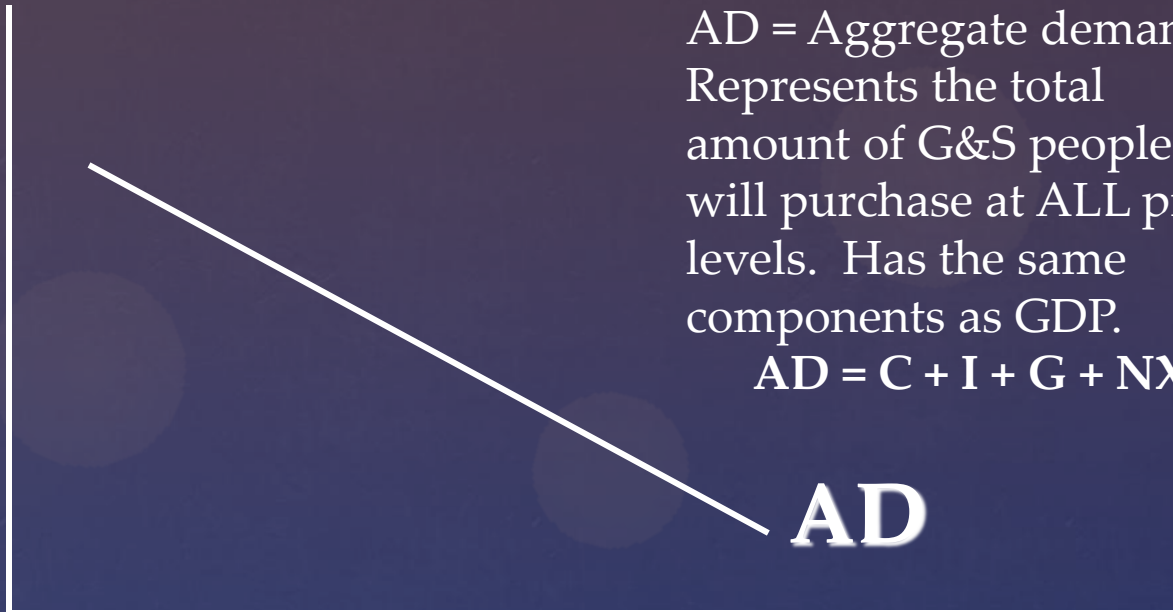 AD = Aggregate
Represents the total
amount of G&S people
will purchase at ALL
levels. Has the same
components as GDP.
AD = C + I + G +
AD